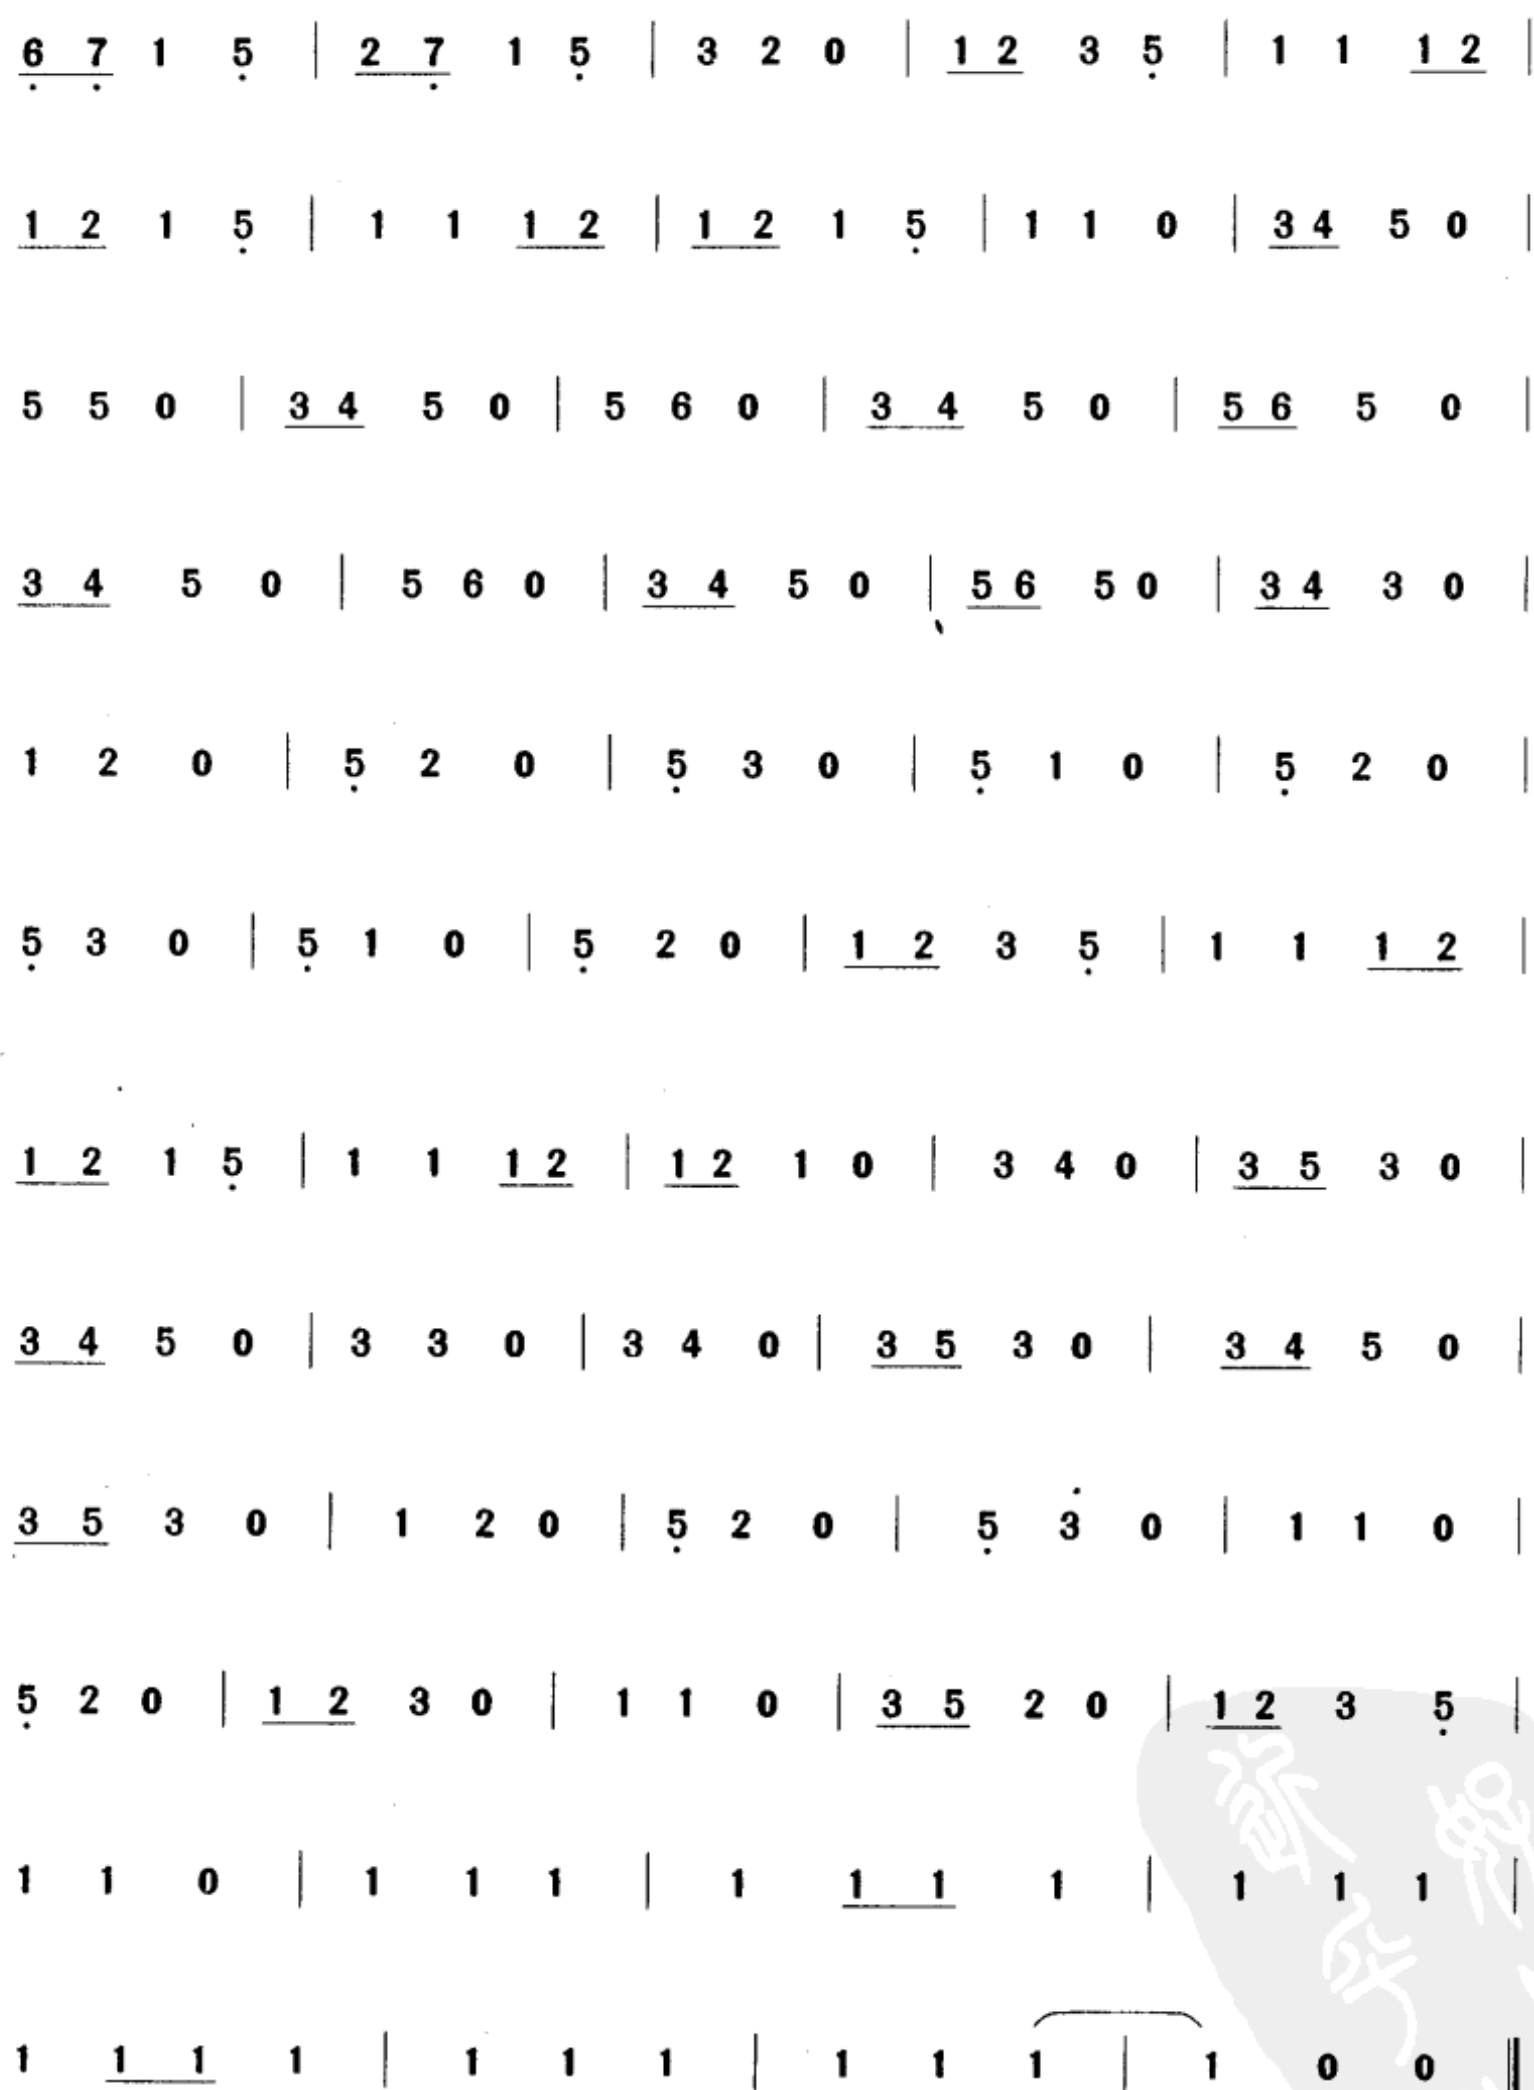 6̣ 7̣ 1 5̣ | 2 7̣ 1 5̣ | 3 2 0 | 1 2 3 5̣ | 1 1 1 2 |
1 2 1 5̣ | 1 1 1 2 | 1 2 1 5̣ | 1 1 0 | 3 4 5 0 |
5 5 0 | 3 4 5 0 | 5 6 0 | 3 4 5 0 | 5 6 5 0 |
3 4 5 0 | 5 6 0 | 3 4 5 0 | 5 6 5 0 | 3 4 3 0 |
1 2 0 | 5̣ 2 0 | 5̣ 3 0 | 5̣ 1 0 | 5̣ 2 0 |
5̣ 3 0 | 5̣ 1 0 | 5̣ 2 0 | 1 2 3 5̣ | 1 1 1 2 |
1 2 1 5̣ | 1 1 1 2 | 1 2 1 0 | 3 4 0 | 3 5 3 0 |
3 4 5 0 | 3 3 0 | 3 4 0 | 3 5 3 0 | 3 4 5 0 |
3 5 3 0 | 1 2 0 | 5̣ 2 0 | 5̣ 3̇ 0 | 1 1 0 |
5̣ 2 0 | 1 2 3 0 | 1 1 0 | 3 5 2 0 | 1 2 3 5̣ |
1 1 0 | 1 1 1 | 1 1 1 1 | 1 1 1 |
1 1 1 1 | 1 1 1 | 1 1 1 | 1 0 0 ‖